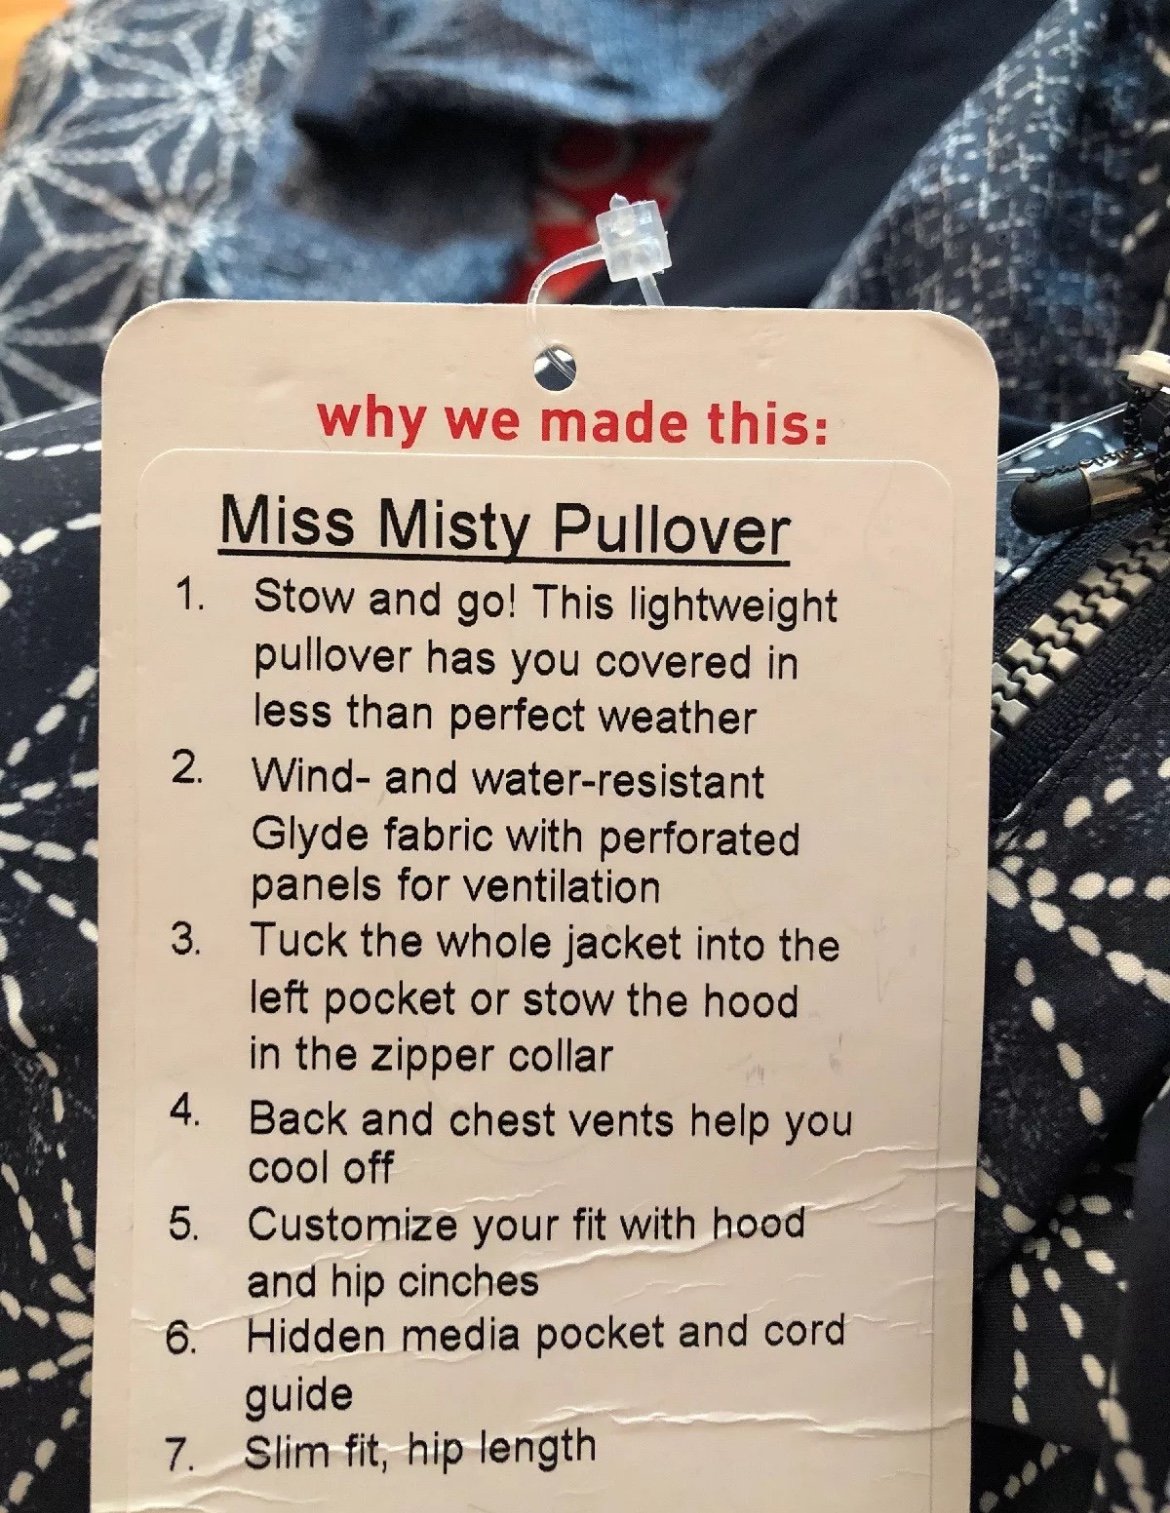 why we made this:
Miss Misty Pullover
1. Stow and go! This lightweight
pullover has you covered in
less than perfect weather
2. Wind- and water-resistant
Glyde fabric with perforated
panels for ventilation
3. Tuck the whole jacket into the
left pocket or stow the hood
in the zipper collar
4. Back and chest vents help you
cool off
5. Customize your fit with hood
and hip cinches
6. Hidden media pocket and cord
guide
7. Slim fit, hip length